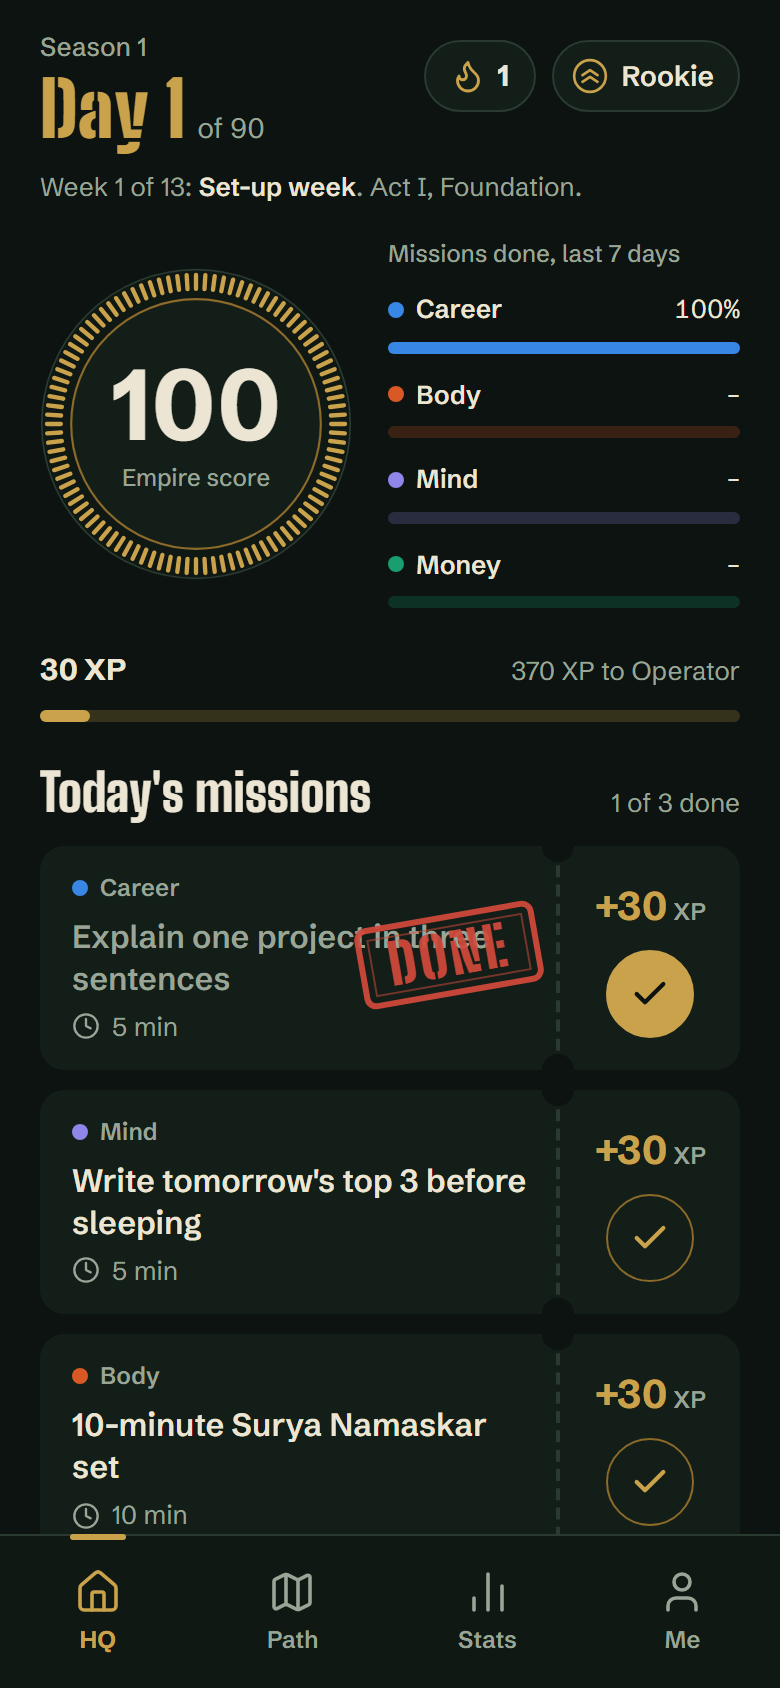 Season 1
Day 1 of 90
1
Rookie
Week 1 of 13: Set-up week. Act I, Foundation.
100
Empire score
Missions done, last 7 days
Career 100%
Body –
Mind –
Money –
30 XP
370 XP to Operator
Today's missions
1 of 3 done
Career
Explain one project in three
sentences
5 min
DONE
+30 XP
Mind
Write tomorrow's top 3 before
sleeping
5 min
+30 XP
Body
10-minute Surya Namaskar
set
10 min
+30 XP
HQ
Path
Stats
Me